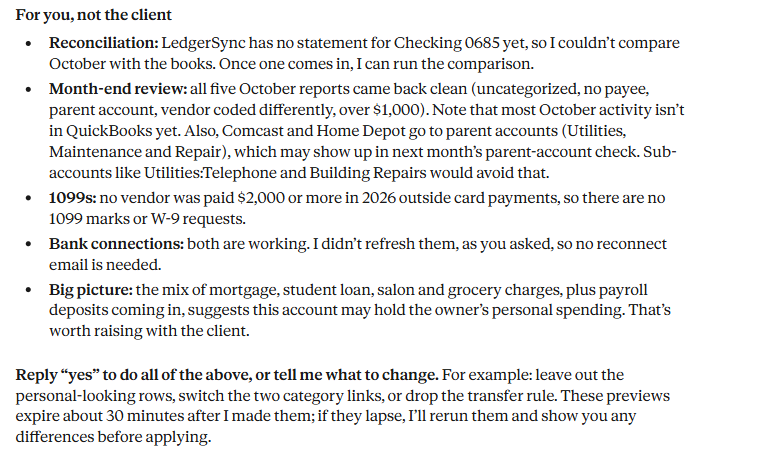 For you, not the client
• Reconciliation: LedgerSync has no statement for Checking 0685 yet, so I couldn’t compare
October with the books. Once one comes in, I can run the comparison.
• Month-end review: all five October reports came back clean (uncategorized, no payee,
parent account, vendor coded differently, over $1,000). Note that most October activity isn’t
in QuickBooks yet. Also, Comcast and Home Depot go to parent accounts (Utilities,
Maintenance and Repair), which may show up in next month’s parent-account check. Sub-
accounts like Utilities:Telephone and Building Repairs would avoid that.
• 1099s: no vendor was paid $2,000 or more in 2026 outside card payments, so there are no
1099 marks or W-9 requests.
• Bank connections: both are working. I didn’t refresh them, as you asked, so no reconnect
email is needed.
• Big picture: the mix of mortgage, student loan, salon and grocery charges, plus payroll
deposits coming in, suggests this account may hold the owner’s personal spending. That’s
worth raising with the client.
Reply “yes” to do all of the above, or tell me what to change. For example: leave out the
personal-looking rows, switch the two category links, or drop the transfer rule. These previews
expire about 30 minutes after I made them; if they lapse, I’ll rerun them and show you any
differences before applying.